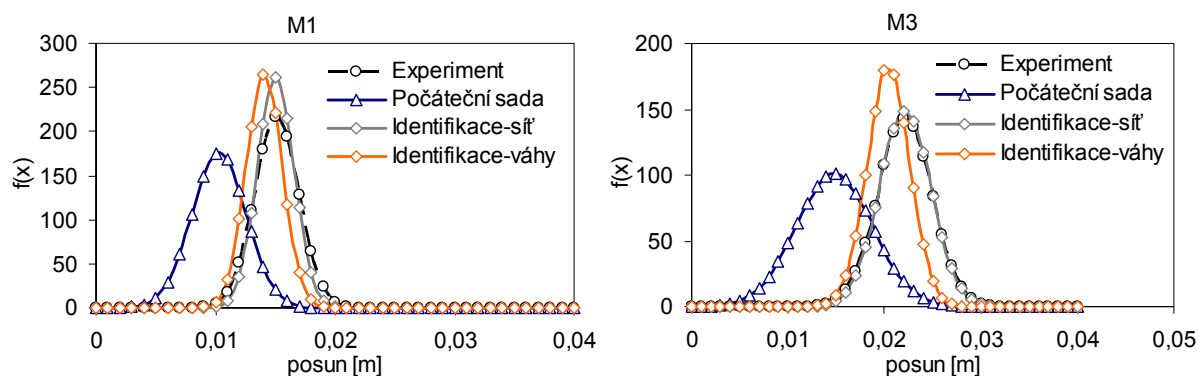 M1
f(x)
300
250
200
150
100
50
0
0
0,01
0,02
0,03
0,04
posun [m]
Experiment
Počáteční sada
Identifikace-síť
Identifikace-váhy
M3
f(x)
200
150
100
50
0
0
0,01
0,02
0,03
0,04
0,05
posun [m]
Experiment
Počáteční sada
Identifikace-síť
Identifikace-váhy